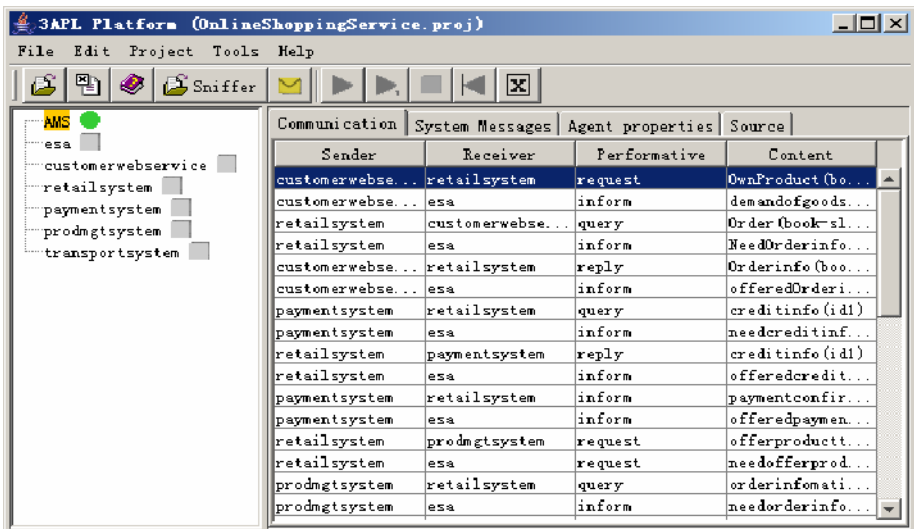 3APL Platform (OnlineShoppingService.proj)
File Edit Project Tools Help
Sniffer
AMS
esa
customerwebservice
retailsystem
paymentsystem
prodmgtsystem
transportsystem
Communication System Messages Agent properties Source
Sender Receiver Performative Content
customerwebse... retailsystem request OwnProduct(bo...
customerwebse... esa inform demandofgoods...
retailsystem customerwebse... query Order(book-sl...
retailsystem esa inform NeedOrderinfo...
customerwebse... retailsystem reply Orderinfo(boo...
customerwebse... esa inform offeredOrderi...
paymentsystem retailsystem query creditinfo(id1)
paymentsystem esa inform needcreditinf...
retailsystem paymentsystem reply creditinfo(id1)
retailsystem esa inform offeredcredit...
paymentsystem retailsystem inform paymentconfir...
paymentsystem esa inform offeredpaymen...
retailsystem prodmgtsystem request offerproductt...
retailsystem esa request needofferprod...
prodmgtsystem retailsystem query orderinfomati...
prodmgtsystem esa inform needorderinfo...